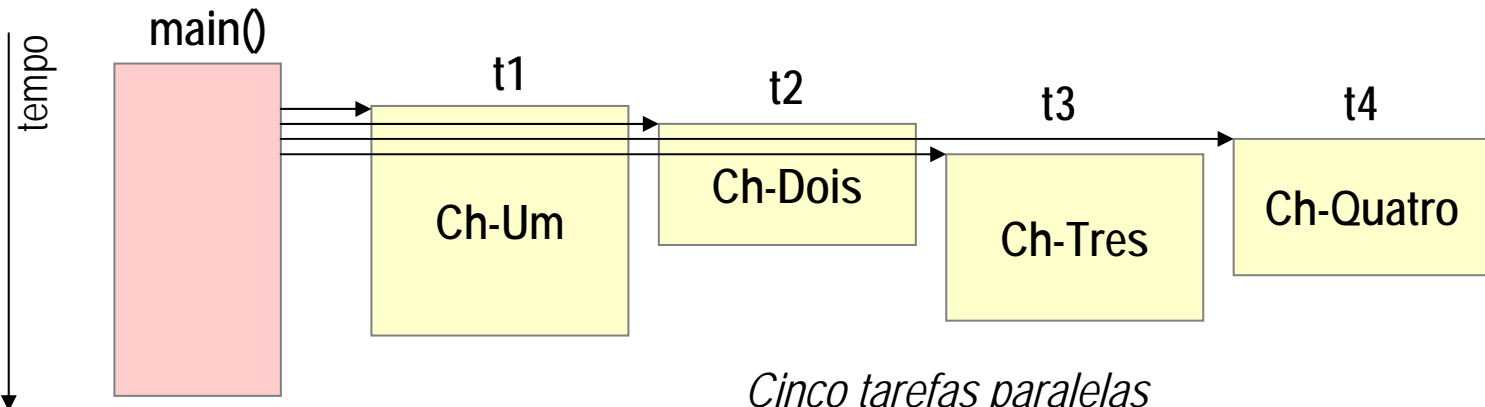 tempo
main()
t1
t2
t3
t4
Ch-Um
Ch-Dois
Ch-Tres
Ch-Quatro
Cinco tarefas paralelas